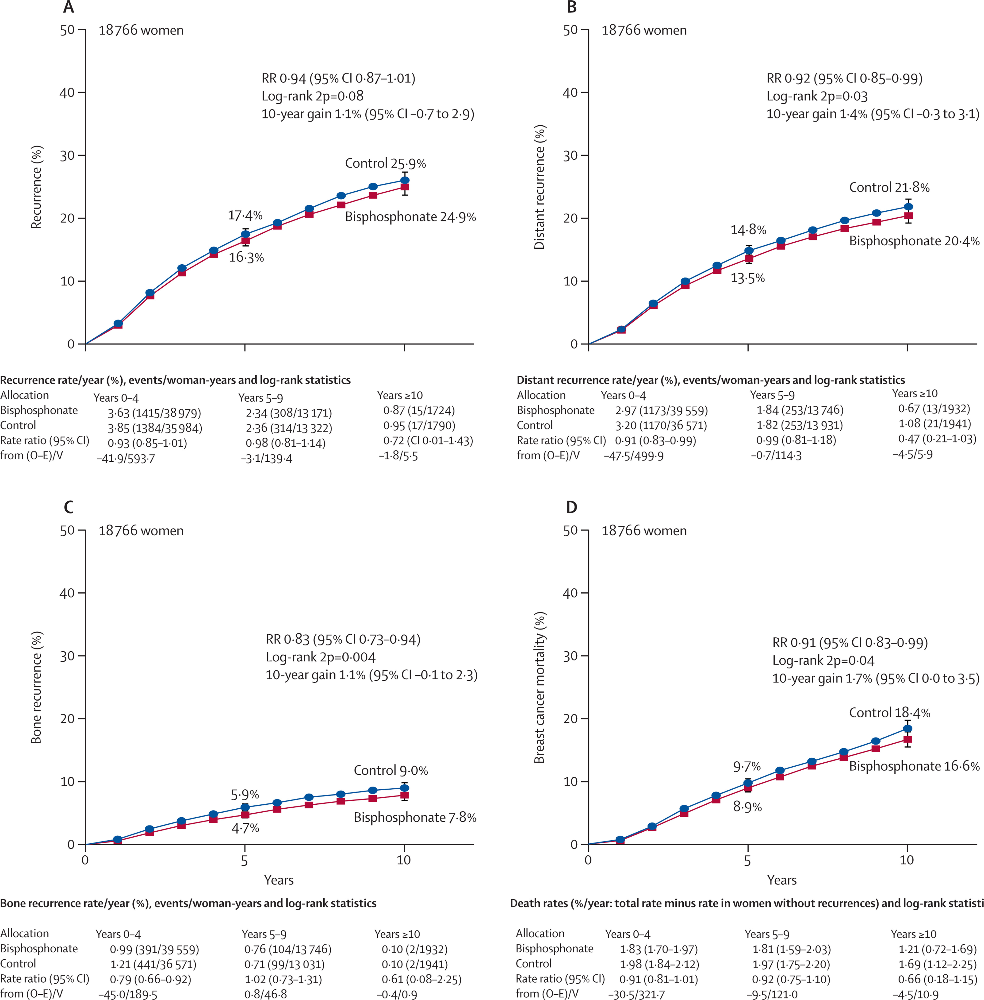 A
18 766 women
50
40
30
20
10
0
Recurrence (%)
RR 0·94 (95% CI 0·87–1·01)
Log-rank 2p=0·08
10-year gain 1·1% (95% CI –0·7 to 2·9)
Control 25·9%
17·4%
Bisphosphonate 24·9%
16·3%
Recurrence rate/year (%), events/woman-years and log-rank statistics
Allocation Years 0–4 Years 5–9 Years ≥10
Bisphosphonate 3·63 (1415/38 979) 2·34 (308/13 171) 0·87 (15/1724)
Control 3·85 (1384/35 984) 2·36 (314/13 322) 0·95 (17/1790)
Rate ratio (95% CI) 0·93 (0·85–1·01) 0·98 (0·81–1·14) 0·72 (CI 0·01–1·43)
from (O–E)/V –41·9/593·7 –3·1/139·4 –1·8/5·5
B
18 766 women
50
40
30
20
10
0
Distant recurrence (%)
RR 0·92 (95% CI 0·85–0·99)
Log-rank 2p=0·03
10-year gain 1·4% (95% CI –0·3 to 3·1)
Control 21·8%
14·8%
Bisphosphonate 20·4%
13·5%
Distant recurrence rate/year (%), events/woman-years and log-rank statistics
Allocation Years 0–4 Years 5–9 Years ≥10
Bisphosphonate 2·97 (1173/39 559) 1·84 (253/13 746) 0·67 (13/1932)
Control 3·20 (1170/36 571) 1·82 (253/13 931) 1·08 (21/1941)
Rate ratio (95% CI) 0·91 (0·83–0·99) 0·99 (0·81–1·18) 0·47 (0·21–1·03)
from (O–E)/V –47·5/499·9 –0·7/114·3 –4·5/5·9
C
18 766 women
50
40
30
20
10
0
Bone recurrence (%)
RR 0·83 (95% CI 0·73–0·94)
Log-rank 2p=0·004
10-year gain 1·1% (95% CI –0·1 to 2·3)
Control 9·0%
5·9%
Bisphosphonate 7·8%
4·7%
0 5 10
Years
Bone recurrence rate/year (%), events/woman-years and log-rank statistics
Allocation Years 0–4 Years 5–9 Years ≥10
Bisphosphonate 0·99 (391/39 559) 0·76 (104/13 746) 0·10 (2/1932)
Control 1·21 (441/36 571) 0·71 (99/13 031) 0·10 (2/1941)
Rate ratio (95% CI) 0·79 (0·66–0·92) 1·02 (0·73–1·31) 0·61 (0·08–2·25)
from (O–E)/V –45·0/189·5 0·8/46·8 –0·4/0·9
D
18 766 women
50
40
30
20
10
0
Breast cancer mortality (%)
RR 0·91 (95% CI 0·83–0·99)
Log-rank 2p=0·04
10-year gain 1·7% (95% CI 0·0 to 3·5)
Control 18·4%
9·7%
Bisphosphonate 16·6%
8·9%
0 5 10
Years
Death rates (%/year: total rate minus rate in women without recurrences) and log-rank statisti
Allocation Years 0–4 Years 5–9 Years ≥10
Bisphosphonate 1·83 (1·70–1·97) 1·81 (1·59–2·03) 1·21 (0·72–1·69)
Control 1·98 (1·84–2·12) 1·97 (1·75–2·20) 1·69 (1·12–2·25)
Rate ratio (95% CI) 0·91 (0·81–1·01) 0·92 (0·75–1·10) 0·66 (0·18–1·15)
from (O–E)/V –30·5/321·7 –9·5/121·0 –4·5/10·9